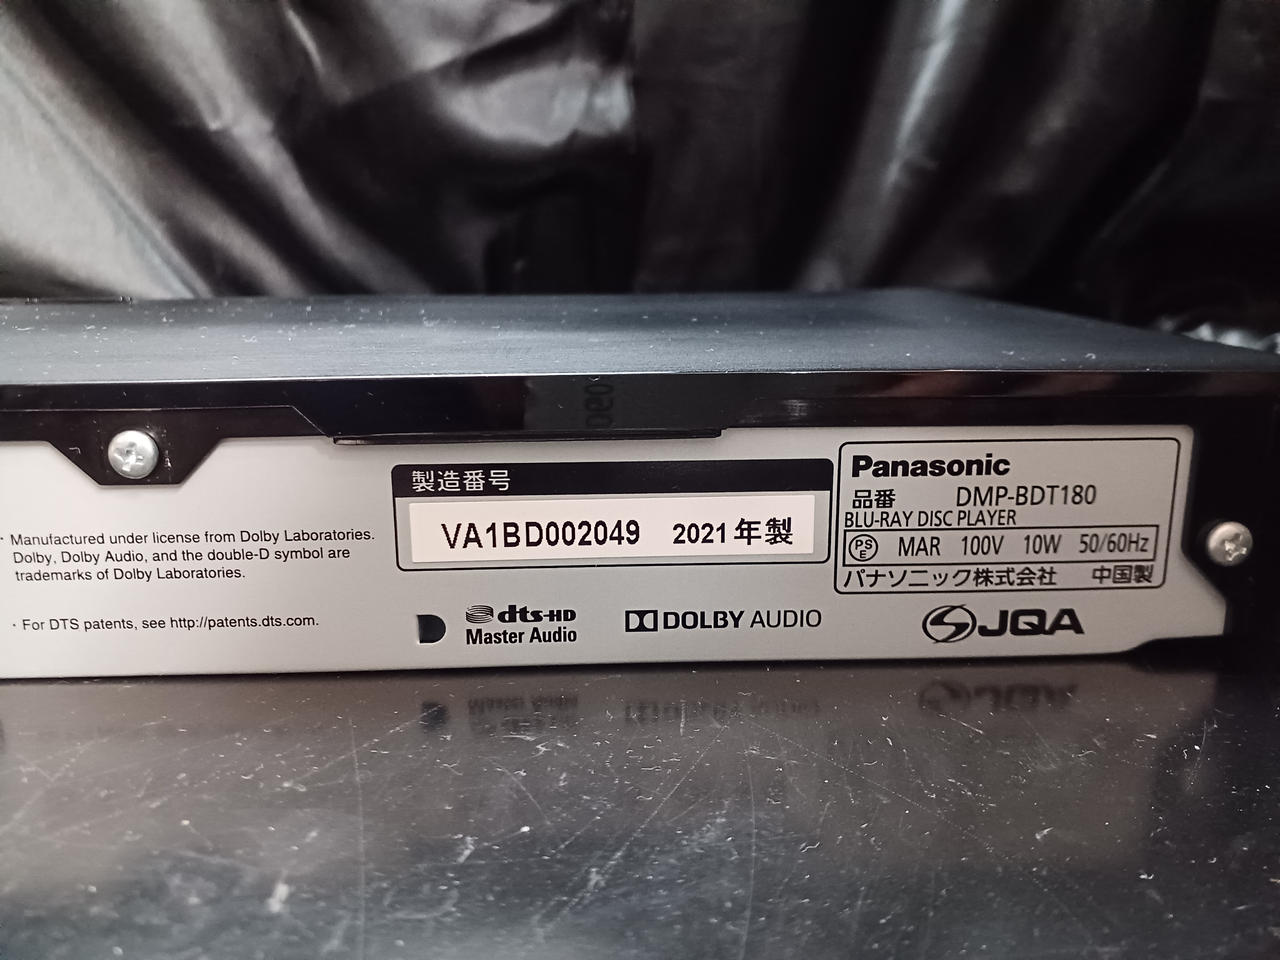 ・Manufactured under license from Dolby Laboratories.
Dolby, Dolby Audio, and the double-D symbol are
trademarks of Dolby Laboratories.
・For DTS patents, see http://patents.dts.com.
製造番号
VA1BD002049 2021年製
dts-HD
Master Audio
DOLBY AUDIO
Panasonic
品番 DMP-BDT180
BLU-RAY DISC PLAYER
PSE MAR 100V 10W 50/60Hz
パナソニック株式会社 中国製
JQA